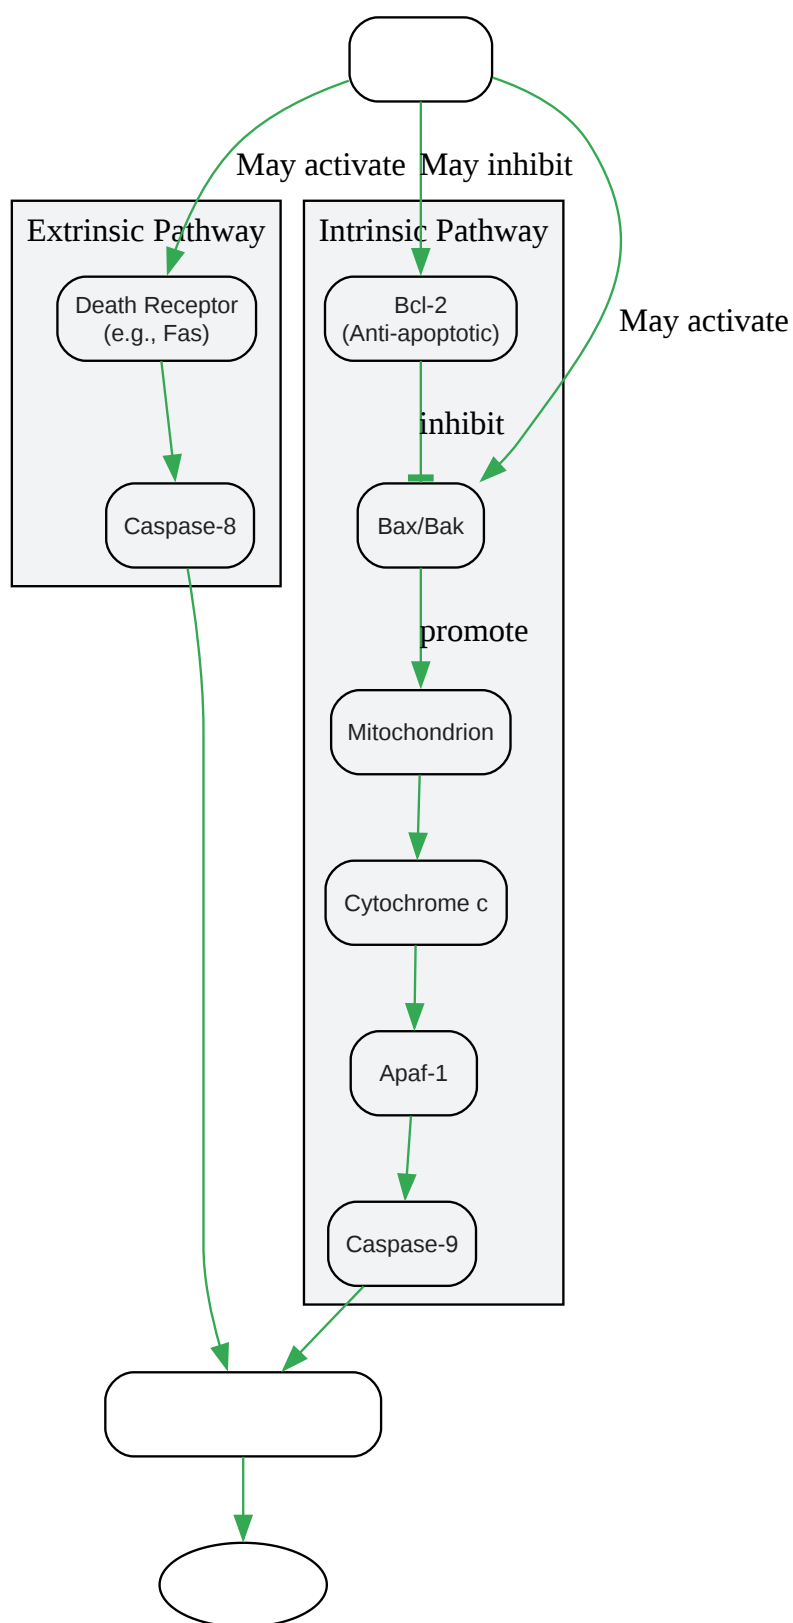 May activate
May inhibit
Extrinsic Pathway
Intrinsic Pathway
Death Receptor
(e.g., Fas)
Bcl-2
(Anti-apoptotic)
May activate
inhibit
Caspase-8
Bax/Bak
promote
Mitochondrion
Cytochrome c
Apaf-1
Caspase-9